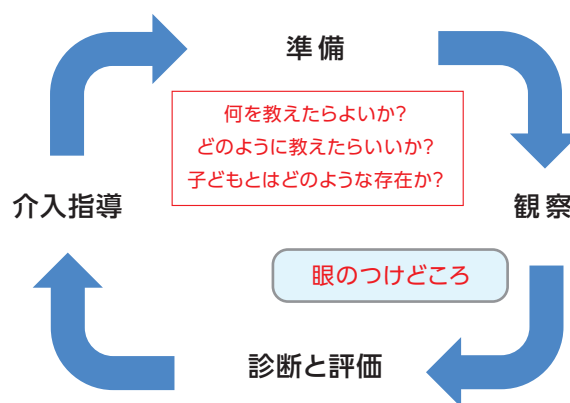 準備
何を教えたらよいか?
どのように教えたらいいか?
子どもとはどのような存在か?
介入指導
観察
眼のつけどころ
診断と評価